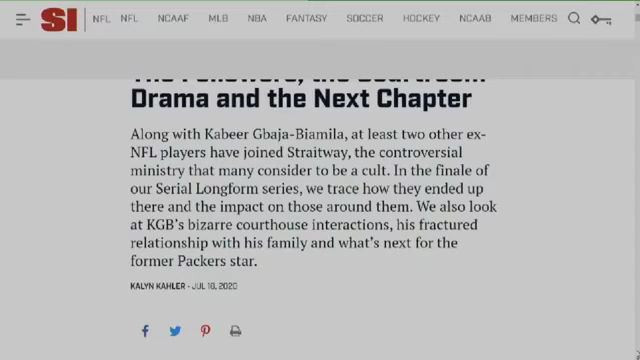 SI NFL NFL NCAAF MLB NBA FANTASY SOCCER HOCKEY NCAAB MEMBERS
Drama and the Next Chapter
Along with Kabeer Gbaja-Biamila, at least two other ex-
NFL players have joined Straitway, the controversial
ministry that many consider to be a cult. In the finale of
our Serial Longform series, we trace how they ended up
there and the impact on those around them. We also look
at KGB's bizarre courthouse interactions, his fractured
relationship with his family and what's next for the
former Packers star.
KALYN KAHLER • JUL 10, 2020